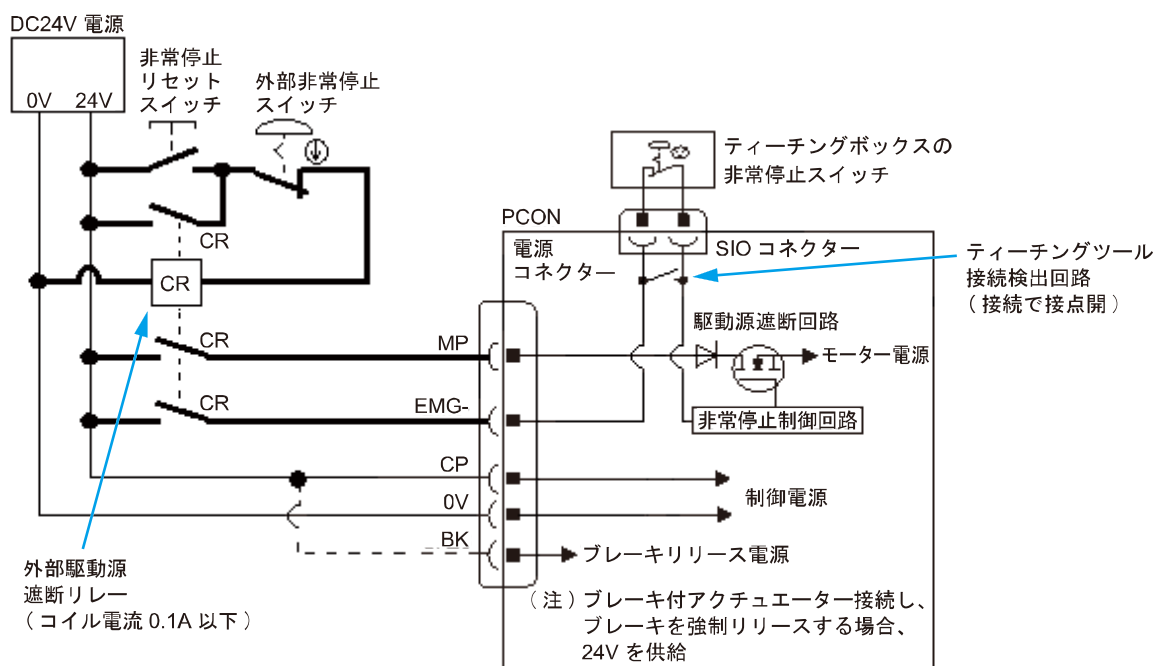 DC24V 電源
0V
24V
非常停止
リセット
スイッチ
外部非常停止
スイッチ
CR
CR
CR
CR
外部駆動源
遮断リレー
（コイル電流 0.1A 以下）
ティーチングボックスの
非常停止スイッチ
PCON
電源
コネクター
SIO コネクター
ティーチングツール
接続検出回路
（接続で接点開）
MP
EMG-
CP
0V
BK
駆動源遮断回路
モーター電源
非常停止制御回路
制御電源
ブレーキリリース電源
（注）ブレーキ付アクチュエーター接続し、
ブレーキを強制リリースする場合、
24V を供給